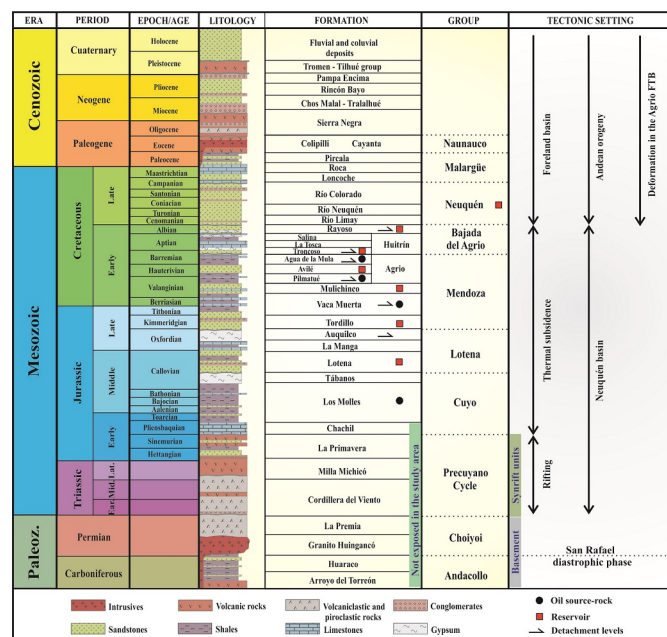 ERA PERIOD EPOCH/AGE LITOLOGY FORMATION GROUP TECTONIC SETTING
Cenozoic
Mesozoic
Paleoz.
Quaternary
Neogene
Paleogene
Cretaceous
Late
Early
Jurassic
Late
Middle
Early
Triassic
Lat.
Mid.
Ear.
Permian
Carboniferous
Holocene
Pleistocene
Pliocene
Miocene
Oligocene
Eocene
Paleocene
Maastrichtian
Campanian
Santonian
Coniacian
Turonian
Cenomanian
Albian
Aptian
Barremian
Hauterivian
Valanginian
Berriasian
Tithonian
Kimmeridgian
Oxfordian
Callovian
Bathonian
Bajocian
Aalenian
Toarcian
Pliensbaquian
Sinemurian
Hettangian
Fluvial and coluvial
deposits
Tromen - Tilhué group
Pampa Encima
Rincón Bayo
Chos Malal - Tralalhué
Sierra Negra
Colipilli Cayanta
Pircala
Roca
Loncoche
Río Colorado
Río Neuquén
Río Limay
Rayoso
Salina
La Tosca
Troncoso
Huitrín
Agua de la Mula
Avilé
Pilmatué
Agrio
Mulichinco
Vaca Muerta
Tordillo
Auquilco
La Manga
Lotena
Tábanos
Los Molles
Chachil
La Primavera
Milla Michicó
Cordillera del Viento
La Premia
Granito Huingancó
Huaraco
Arroyo del Torreón
Not exposed in the study area
Naunauco
Malargüe
Neuquén
Bajada
del Agrio
Mendoza
Lotena
Cuyo
Precuyano
Cycle
Choiyoi
Andacollo
Synrift units
Basement
Foreland basin
Andean orogeny
Deformation in the Agrio FTB
Thermal subsidence
Neuquén basin
Rifting
San Rafael
diastrophic phase
Intrusives
Volcanic rocks
Volcaniclastic and
piroclastic rocks
Conglomerates
Sandstones
Shales
Limestones
Gypsum
Oil source-rock
Reservoir
Detachment levels